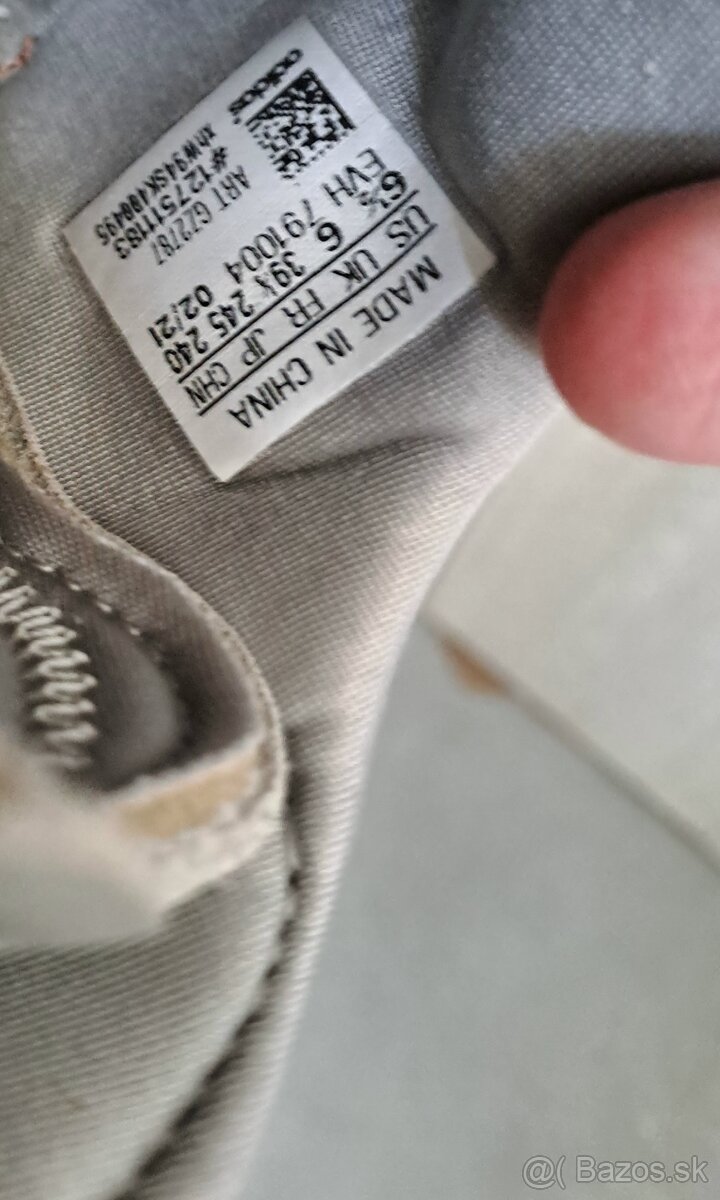 MADE IN CHINA
US UK FR JP CHN
6½ 6 39⅓ 245 240
EVH 791004 02/21
ART GZ2787
#127511183
adidas
@( Bazos.sk